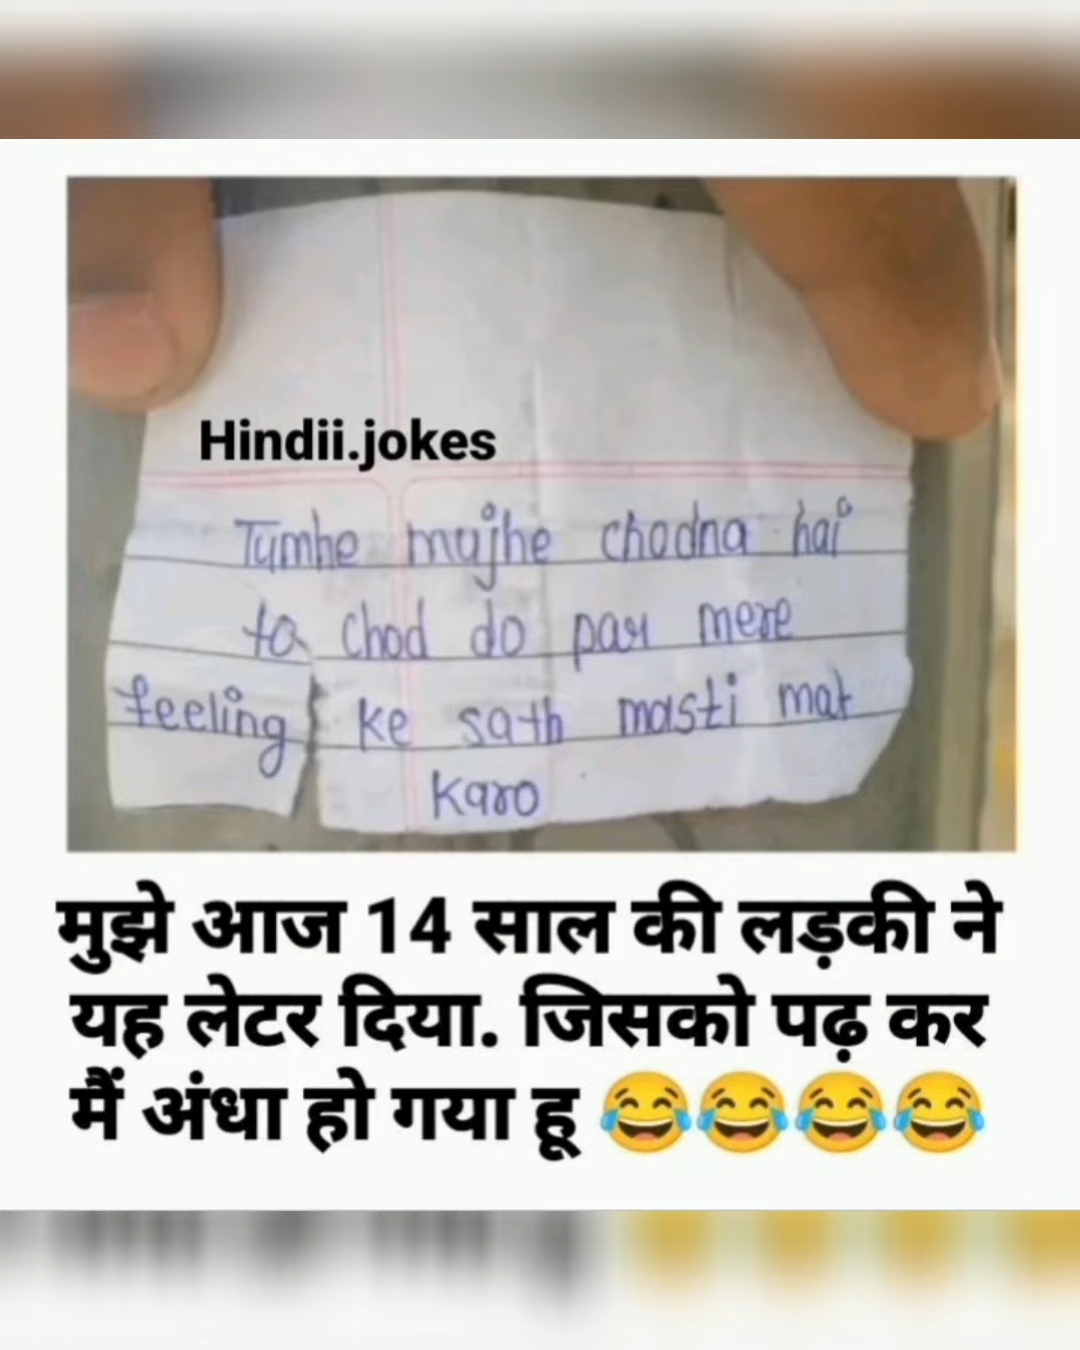 Hindii.jokes
Tumhe mujhe chodna hai
to chod do par mere
feeling ke sath masti mat
Karo
मुझे आज 14 साल की लड़की ने
यह लेटर दिया. जिसको पढ़ कर
मैं अंधा हो गया हू 😂😂😂😂